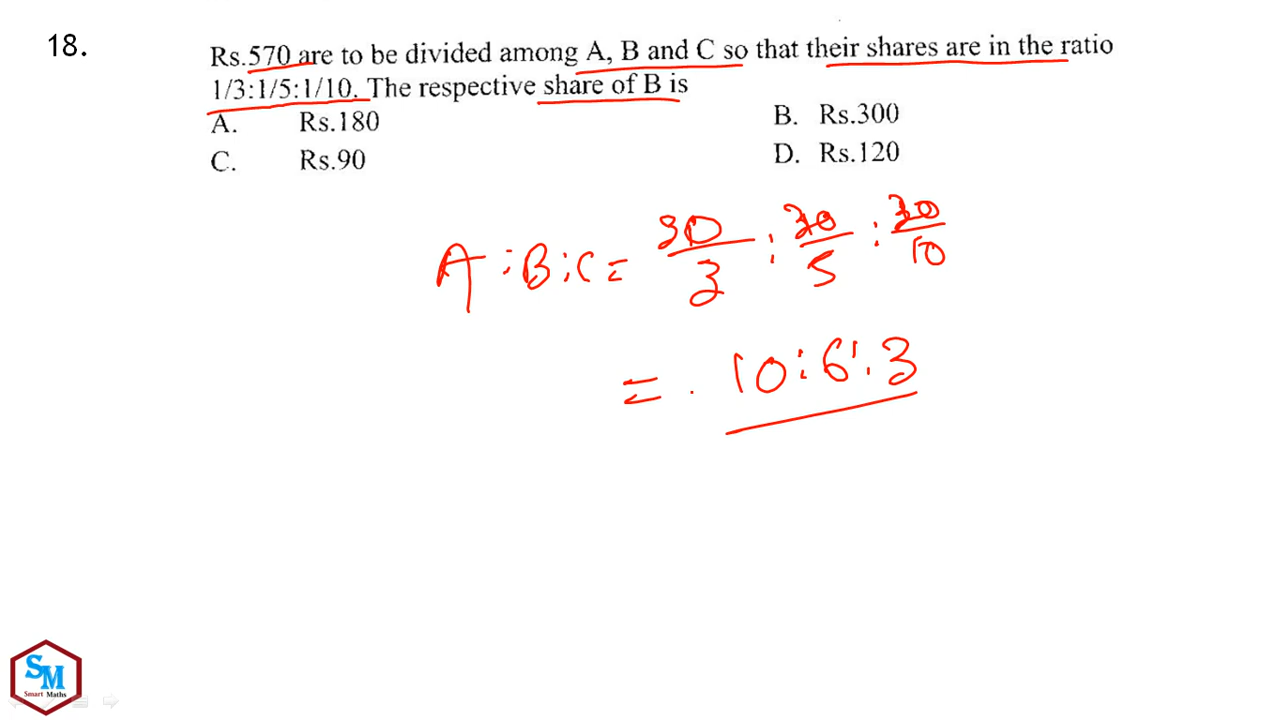 18.
Rs.570 are to be divided among A, B and C so that their shares are in the ratio
1/3:1/5:1/10. The respective share of B is
A. Rs.180 B. Rs.300
C. Rs.90 D. Rs.120
A:B:C = 30/3 : 30/5 : 30/10
= 10:6:3
SM
Smart Maths